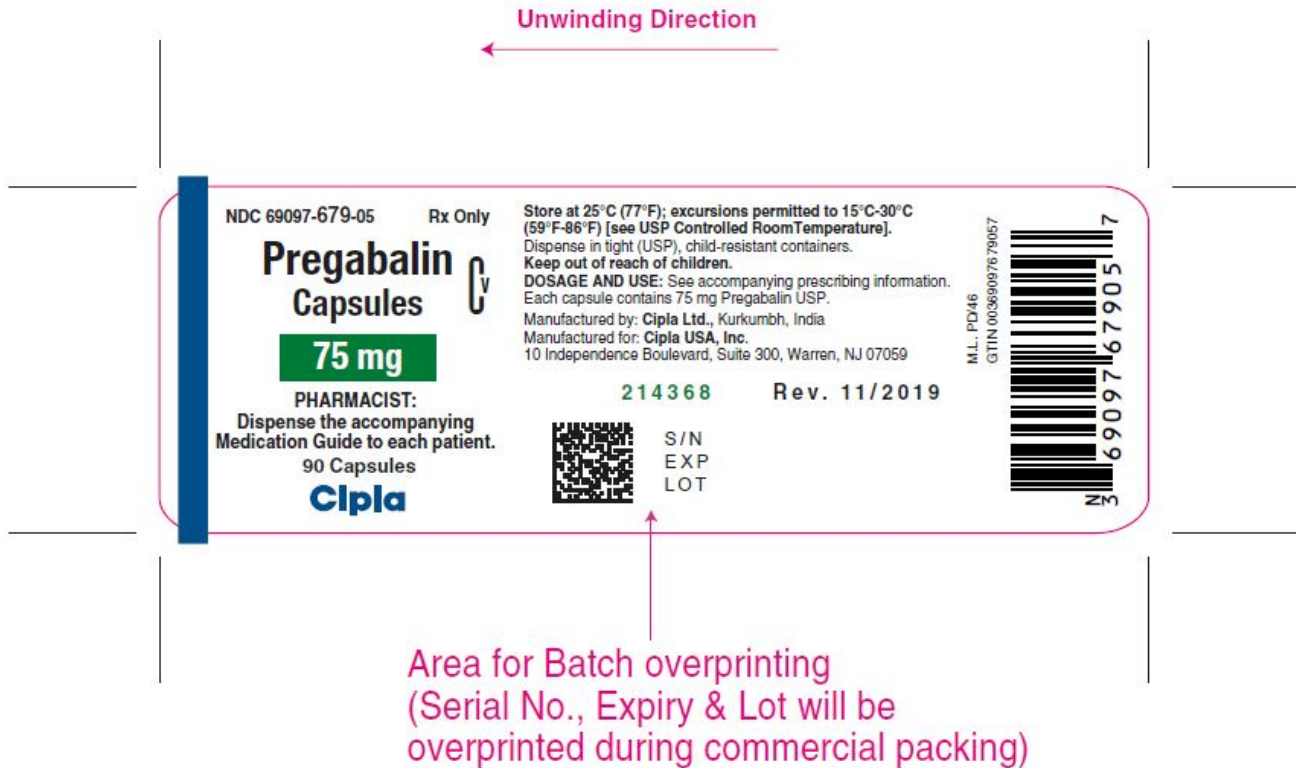 Unwinding Direction
NDC 69097-679-05 Rx Only
Pregabalin
Capsules
CV
75 mg
PHARMACIST:
Dispense the accompanying
Medication Guide to each patient.
90 Capsules
Cipla
Store at 25°C (77°F); excursions permitted to 15°C-30°C
(59°F-86°F) [see USP Controlled RoomTemperature].
Dispense in tight (USP), child-resistant containers.
Keep out of reach of children.
DOSAGE AND USE: See accompanying prescribing information.
Each capsule contains 75 mg Pregabalin USP.
Manufactured by: Cipla Ltd., Kurkumbh, India
Manufactured for: Cipla USA, Inc.
10 Independence Boulevard, Suite 300, Warren, NJ 07059
214368 Rev. 11/2019
S/N
EXP
LOT
M.L. PD/46
GTIN 00369097679057
N
3 69097 67905 7
Area for Batch overprinting
(Serial No., Expiry & Lot will be
overprinted during commercial packing)